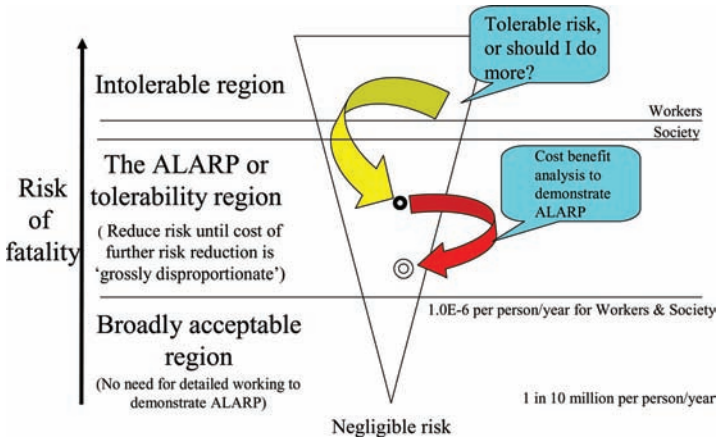 Tolerable risk,
or should I do
more?
Intolerable region
Workers
Society
The ALARP or
tolerability region
( Reduce risk until cost of
further risk reduction is
‘grossly disproportionate’)
Cost benefit
analysis to
demonstrate
ALARP
Risk
of
fatality
1.0E-6 per person/year for Workers & Society
Broadly acceptable
region
(No need for detailed working to
demonstrate ALARP)
1 in 10 million per person/year
Negligible risk